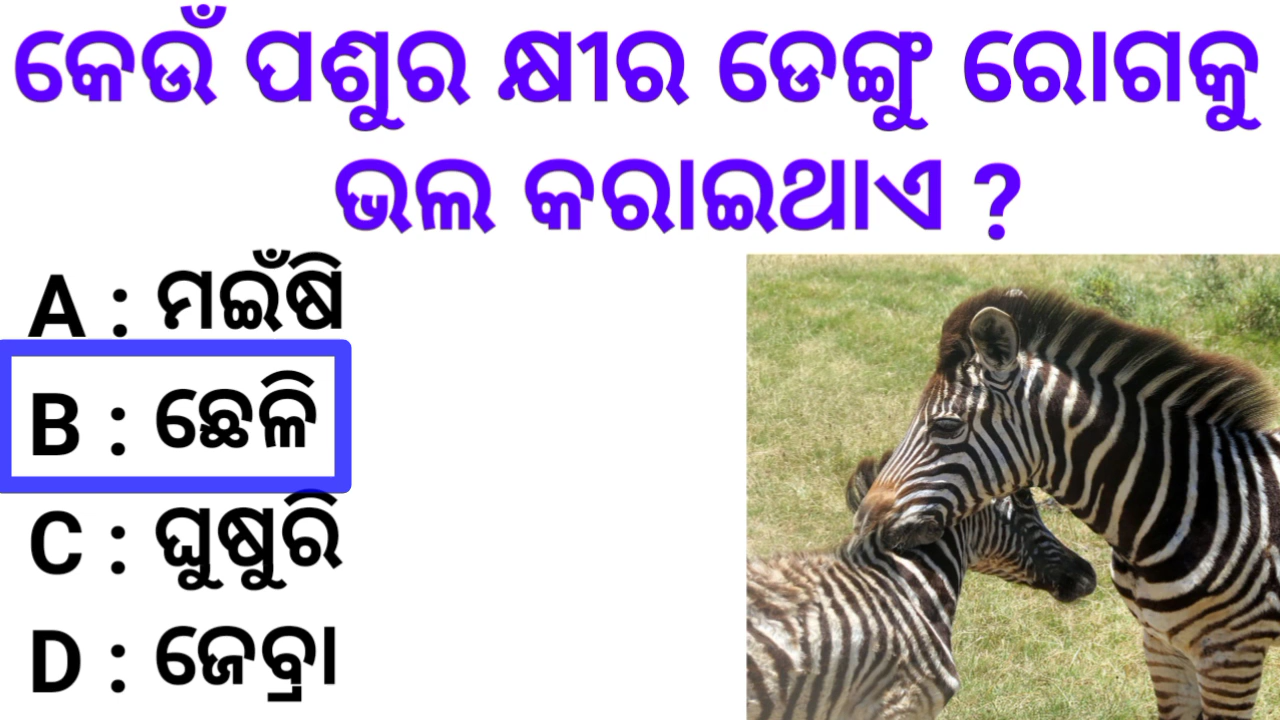 କେଉଁ ପଶୁର କ୍ଷୀର ଡେଙ୍ଗୁ ରୋଗକୁ
ଭଲ କରାଇଥାଏ ?
A : ମଇଁଷି
B : ଛେଳି
C : ଘୁଷୁରି
D : ଜେବ୍ରା